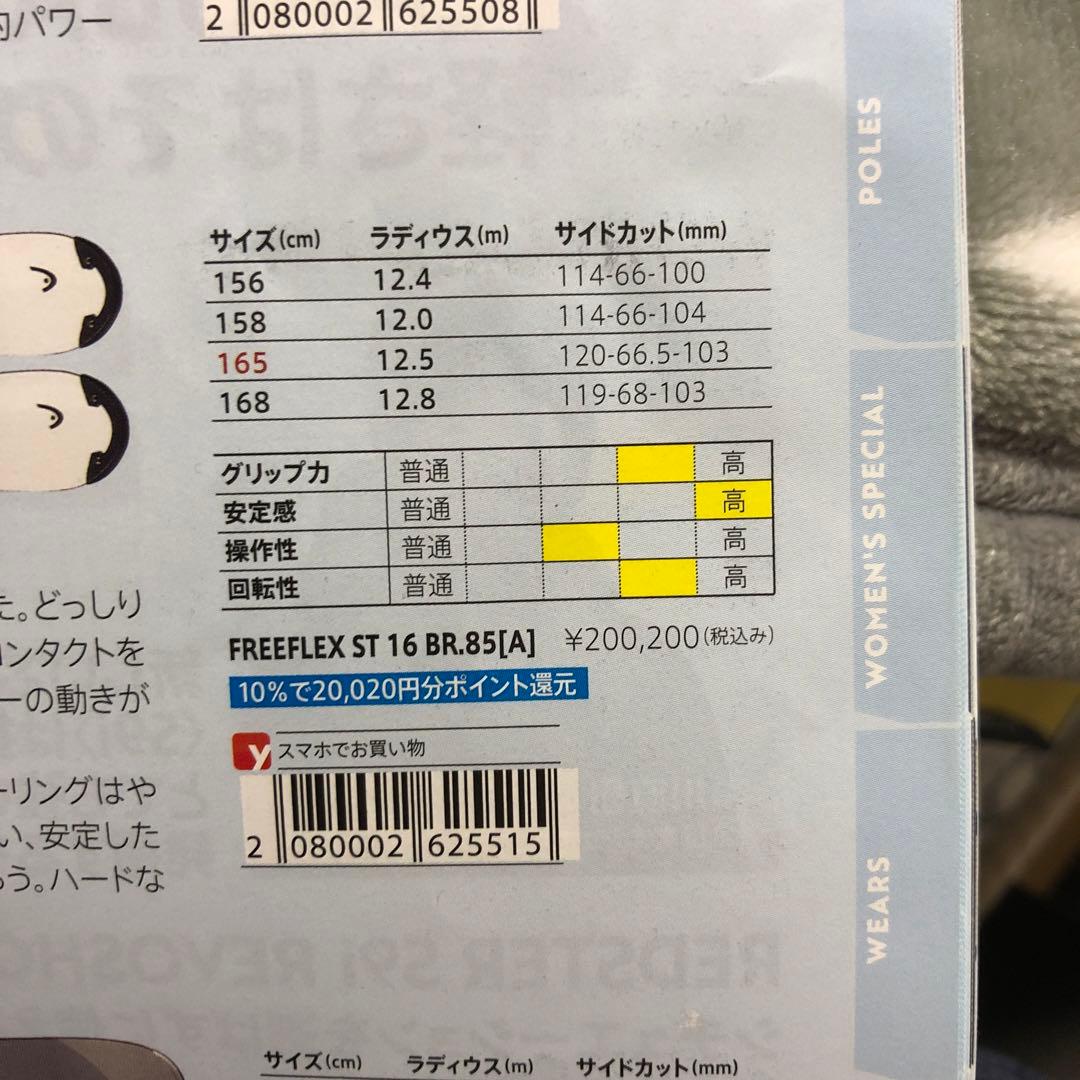 的パワー
2 080002 625508
サイズ(cm) ラディウス(m) サイドカット(mm)
156 12.4 114-66-100
158 12.0 114-66-104
165 12.5 120-66.5-103
168 12.8 119-68-103
グリップ力 普通 高
安定感 普通 高
操作性 普通 高
回転性 普通 高
た。どっしり
コンタクトを
ーの動きが
FREEFLEX ST 16 BR.85[A] ¥200,200(税込み)
10%で20,020円分ポイント還元
y スマホでお買い物
ーリングはや
い、安定した
ろう。ハードな
2 080002 625515
サイズ(cm) ラディウス(m) サイドカット(mm)
POLES
WOMEN'S SPECIAL
WEARS